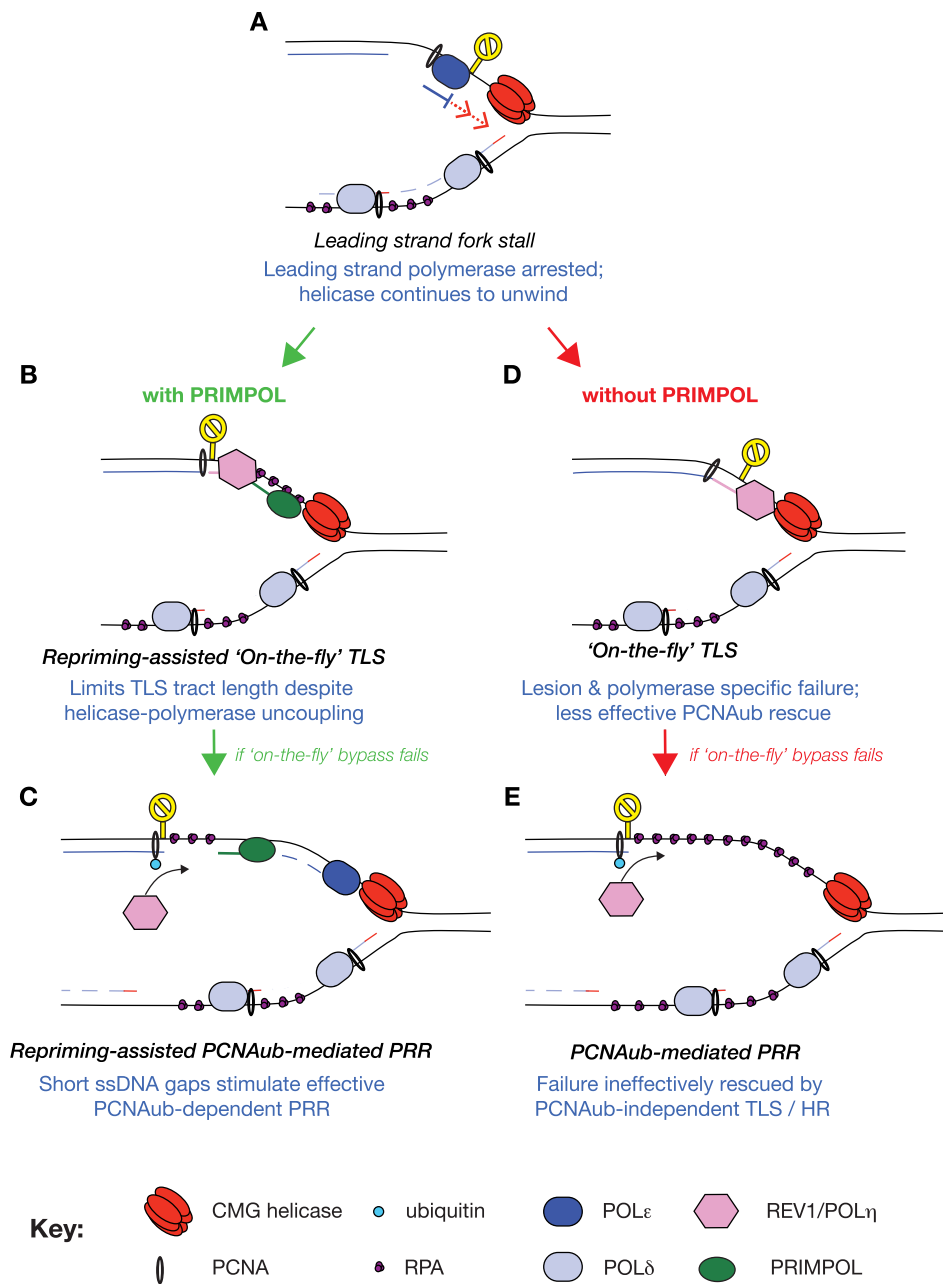 A
Leading strand fork stall
Leading strand polymerase arrested;
helicase continues to unwind
B
with PRIMPOL
Repriming-assisted ‘On-the-fly’ TLS
Limits TLS tract length despite
helicase-polymerase uncoupling
if ‘on-the-fly’ bypass fails
D
without PRIMPOL
‘On-the-fly’ TLS
Lesion & polymerase specific failure;
less effective PCNAub rescue
if ‘on-the-fly’ bypass fails
C
Repriming-assisted PCNAub-mediated PRR
Short ssDNA gaps stimulate effective
PCNAub-dependent PRR
E
PCNAub-mediated PRR
Failure ineffectively rescued by
PCNAub-independent TLS / HR
Key:
CMG helicase
ubiquitin
POLε
REV1/POLη
PCNA
RPA
POLδ
PRIMPOL